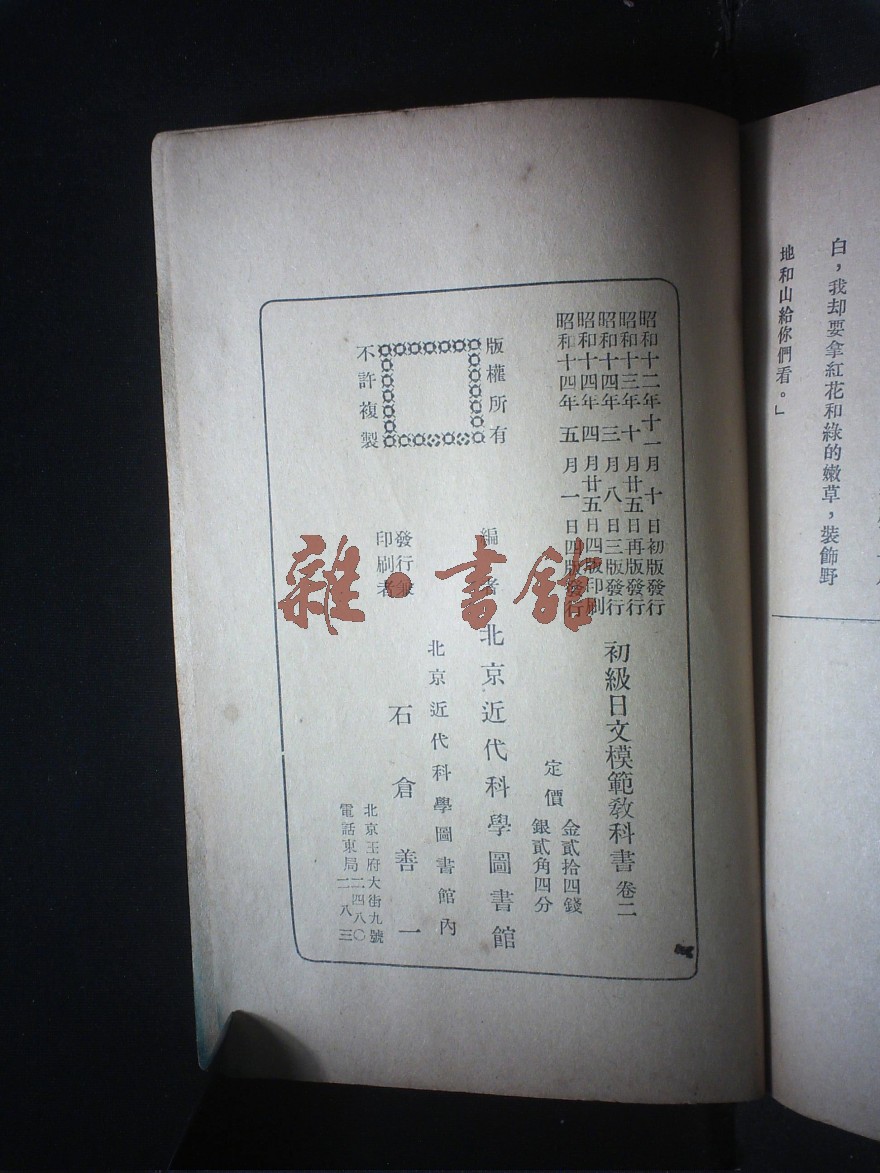 白，我却要拿紅花和綠的嫩草，裝飾野
地和山給你們看。」
昭和十二年十一月十日初版發行
昭和十三年十月廿五日再版發行
昭和十四年三月八日三版發行
昭和十四年四月廿五日四版印刷
昭和十四年五月一日四版發行
初級日文模範教科書 卷二
定價
金貳拾四錢
銀貳角四分
版權所有
不許複製
編者 北京近代科學圖書館
北京近代科學圖書館內
發行兼
印刷者
石倉善一
北京王府大街九號
電話東局
二四八〇
二八三
雜·書館